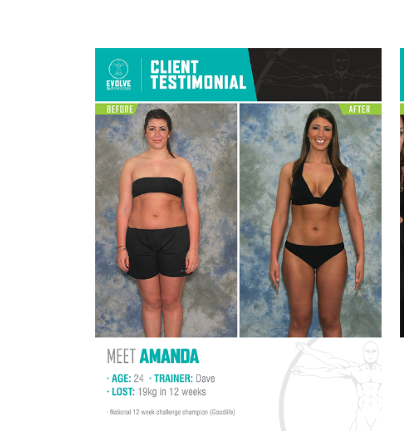 CLIENT
TESTIMONIAL
EVOLVE
BEFORE
AFTER
MEET AMANDA
· AGE: 24 · TRAINER: Dave
· LOST: 19kg in 12 weeks
· National 12 week challenge champion (Goodlife)